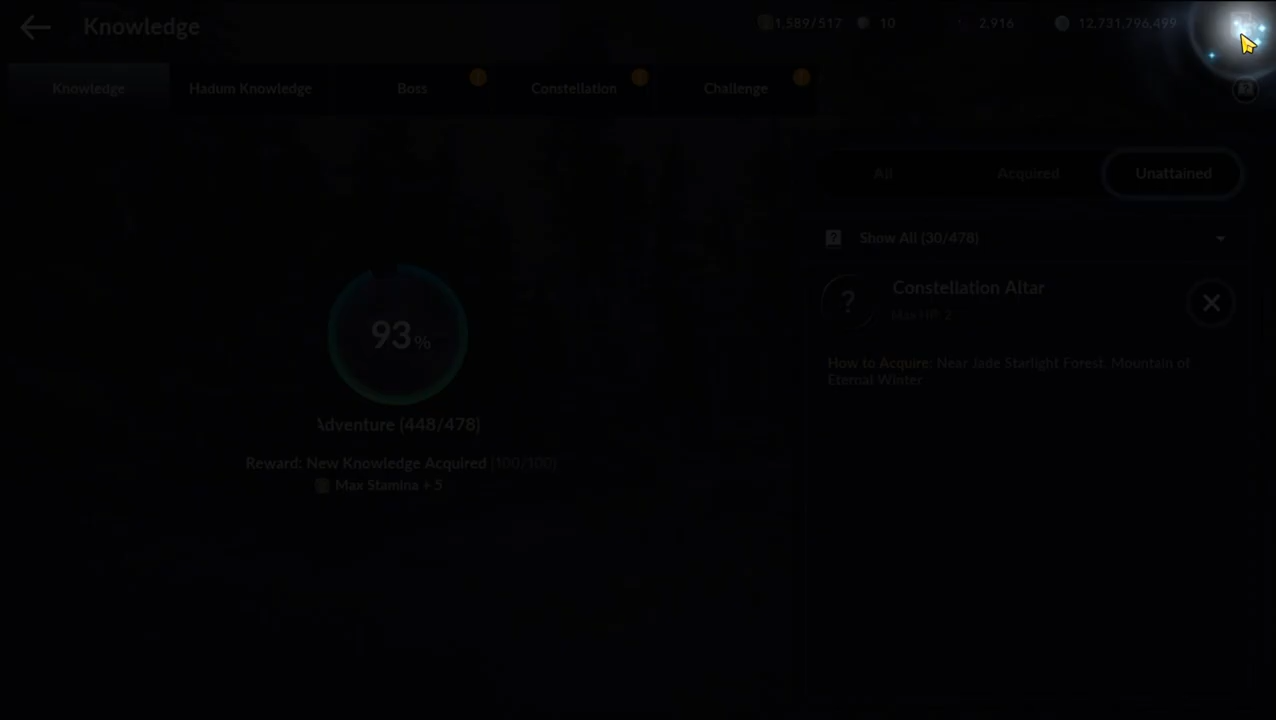 Knowledge
1,589/517
10
2,916
12,731,796,499
Knowledge
Hadum Knowledge
Boss
Constellation
Challenge
All
Acquired
Unattained
Show All (30/478)
Constellation Altar
Max HP 2
How to Acquire: Near Jade Starlight Forest, Mountain of
Eternal Winter
93%
Adventure (448/478)
Reward: New Knowledge Acquired (100/100)
Max Stamina + 5